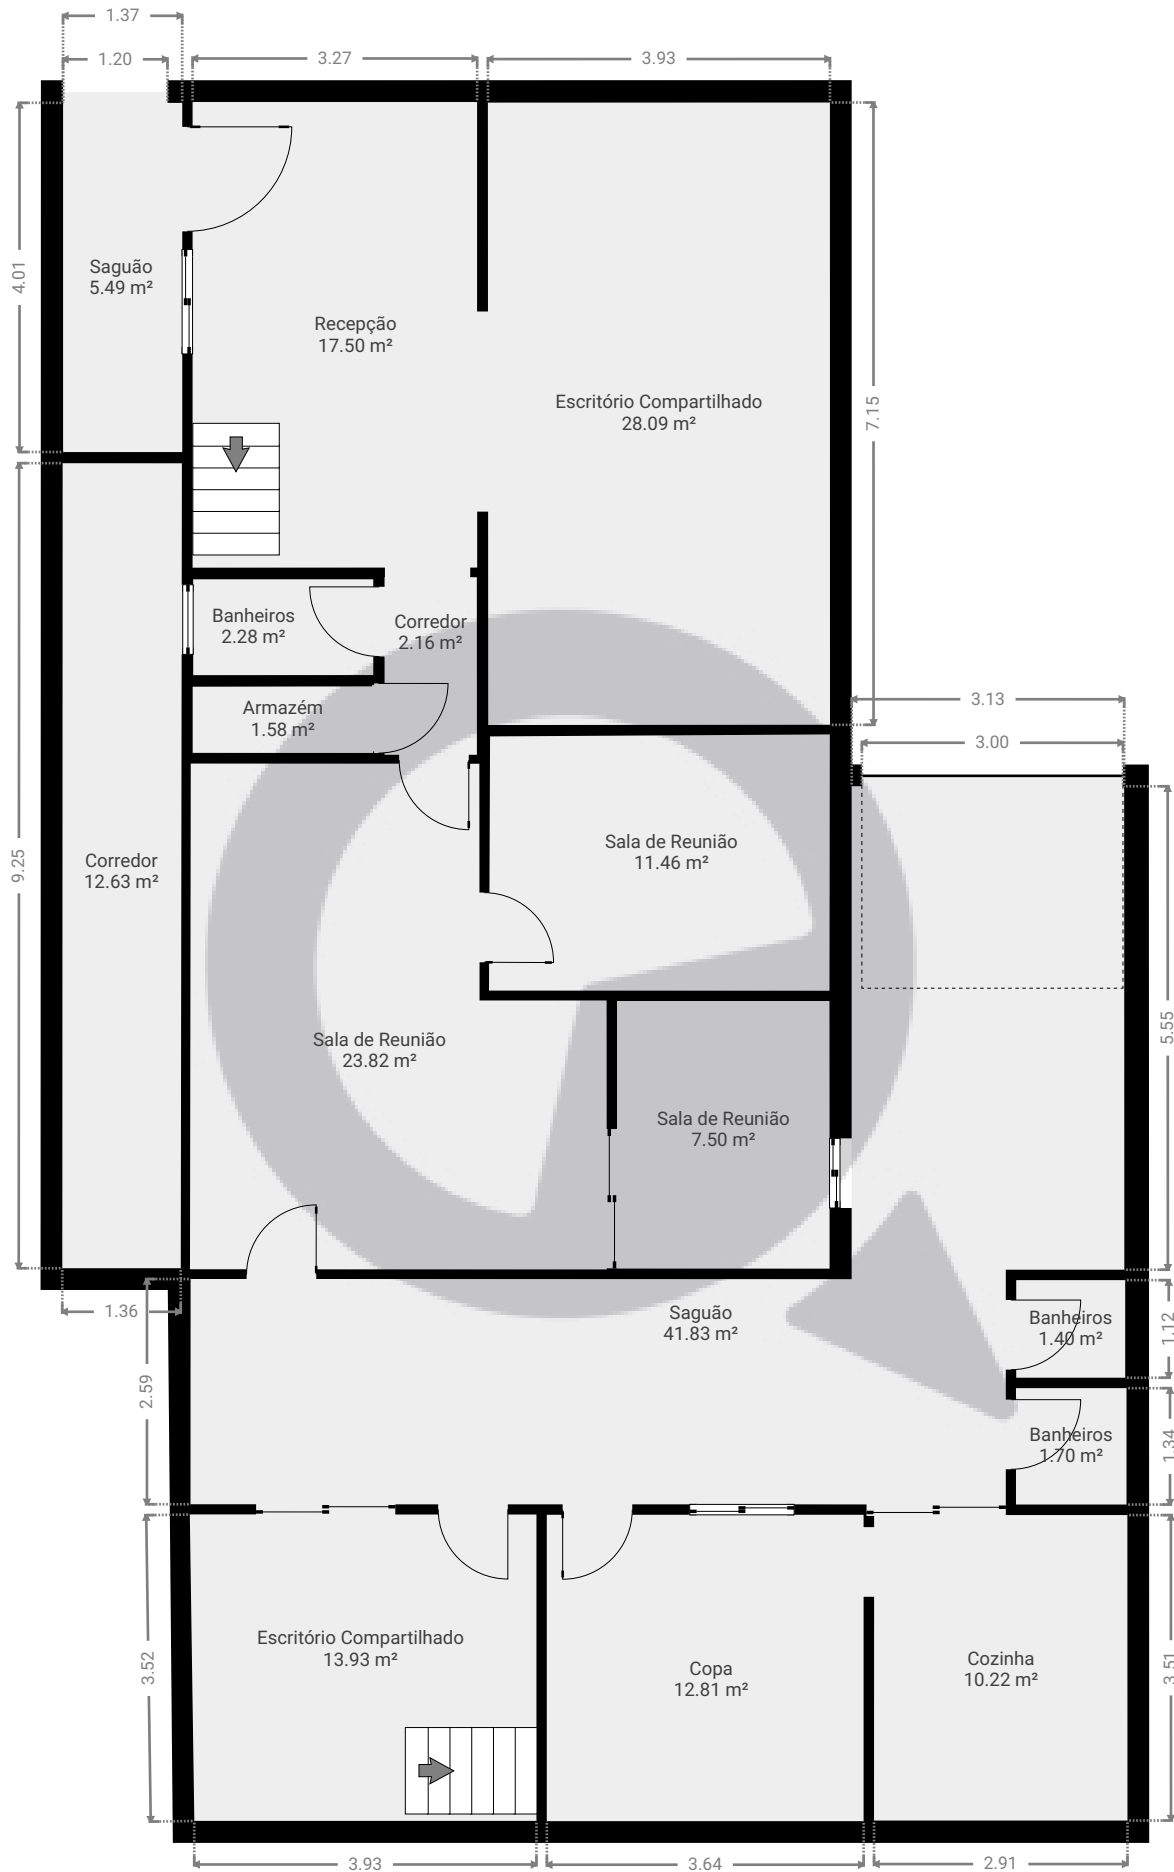 1.37
1.20
3.27
3.93
4.01
Saguão
5.49 m²
Recepção
17.50 m²
Escritório Compartilhado
28.09 m²
7.15
Banheiros
2.28 m²
Corredor
2.16 m²
Armazém
1.58 m²
3.13
3.00
Sala de Reunião
11.46 m²
9.25
Corredor
12.63 m²
Sala de Reunião
23.82 m²
5.55
Sala de Reunião
7.50 m²
1.36
Saguão
41.83 m²
Banheiros
1.40 m²
1.12
2.59
Banheiros
1.70 m²
1.34
Escritório Compartilhado
13.93 m²
3.52
Copa
12.81 m²
Cozinha
10.22 m²
3.51
3.93
3.64
2.91